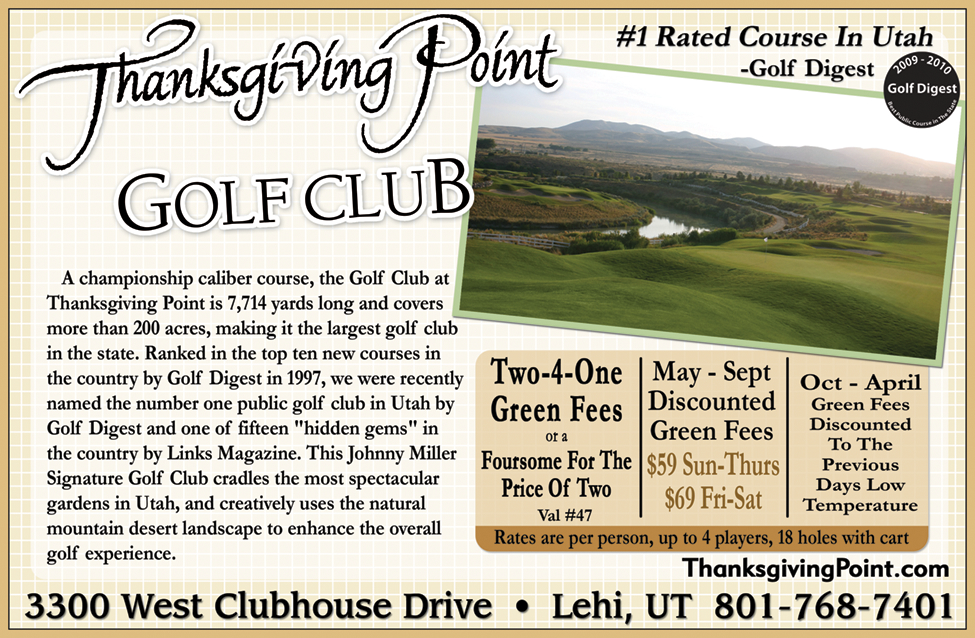 Thanksgiving Point
GOLF CLUB
#1 Rated Course In Utah
-Golf Digest
2009 - 2010
Golf Digest
Best Public Course in The State
A championship caliber course, the Golf Club at
Thanksgiving Point is 7,714 yards long and covers
more than 200 acres, making it the largest golf club
in the state. Ranked in the top ten new courses in
the country by Golf Digest in 1997, we were recently
named the number one public golf club in Utah by
Golf Digest and one of fifteen "hidden gems" in
the country by Links Magazine. This Johnny Miller
Signature Golf Club cradles the most spectacular
gardens in Utah, and creatively uses the natural
mountain desert landscape to enhance the overall
golf experience.
Two-4-One
Green Fees
or a
Foursome For The
Price Of Two
Val #47
May - Sept
Discounted
Green Fees
$59 Sun-Thurs
$69 Fri-Sat
Oct - April
Green Fees
Discounted
To The
Previous
Days Low
Temperature
Rates are per person, up to 4 players, 18 holes with cart
ThanksgivingPoint.com
3300 West Clubhouse Drive • Lehi, UT 801-768-7401